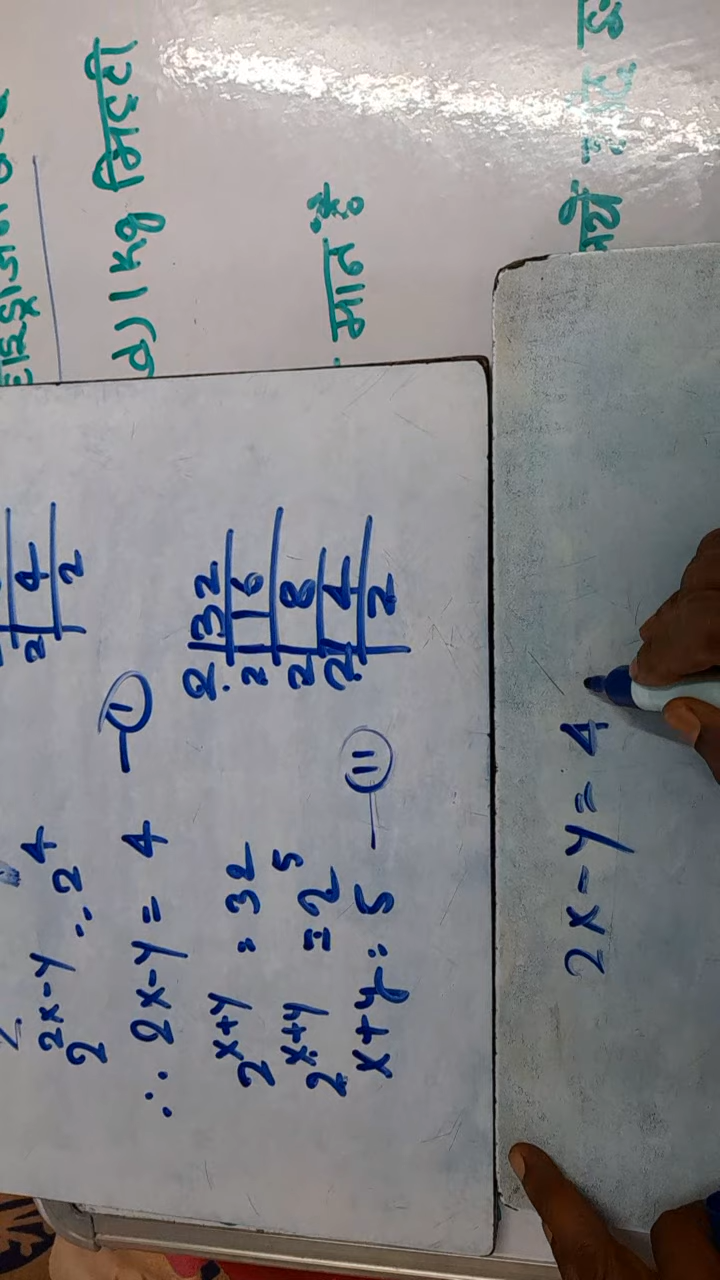 d) 1 kg मिट्टी
मान है
2 4
2
2^2x-y = 2^4
∴ 2x-y = 4 — (I)
2^x+y = 32
2^x+y = 2^5
x+y = 5 — (II)
2 32
2 16
2 8
2 4
2
2x-y = 4